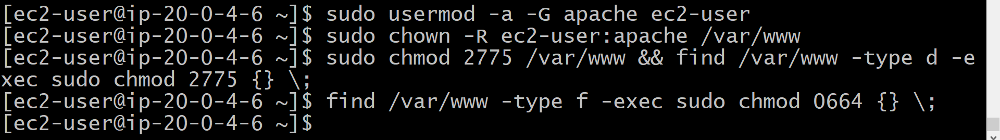 [ec2-user@ip-20-0-4-6 ~]$ sudo usermod -a -G apache ec2-user
[ec2-user@ip-20-0-4-6 ~]$ sudo chown -R ec2-user:apache /var/www
[ec2-user@ip-20-0-4-6 ~]$ sudo chmod 2775 /var/www && find /var/www -type d -e
xec sudo chmod 2775 {} \;
[ec2-user@ip-20-0-4-6 ~]$ find /var/www -type f -exec sudo chmod 0664 {} \;
[ec2-user@ip-20-0-4-6 ~]$